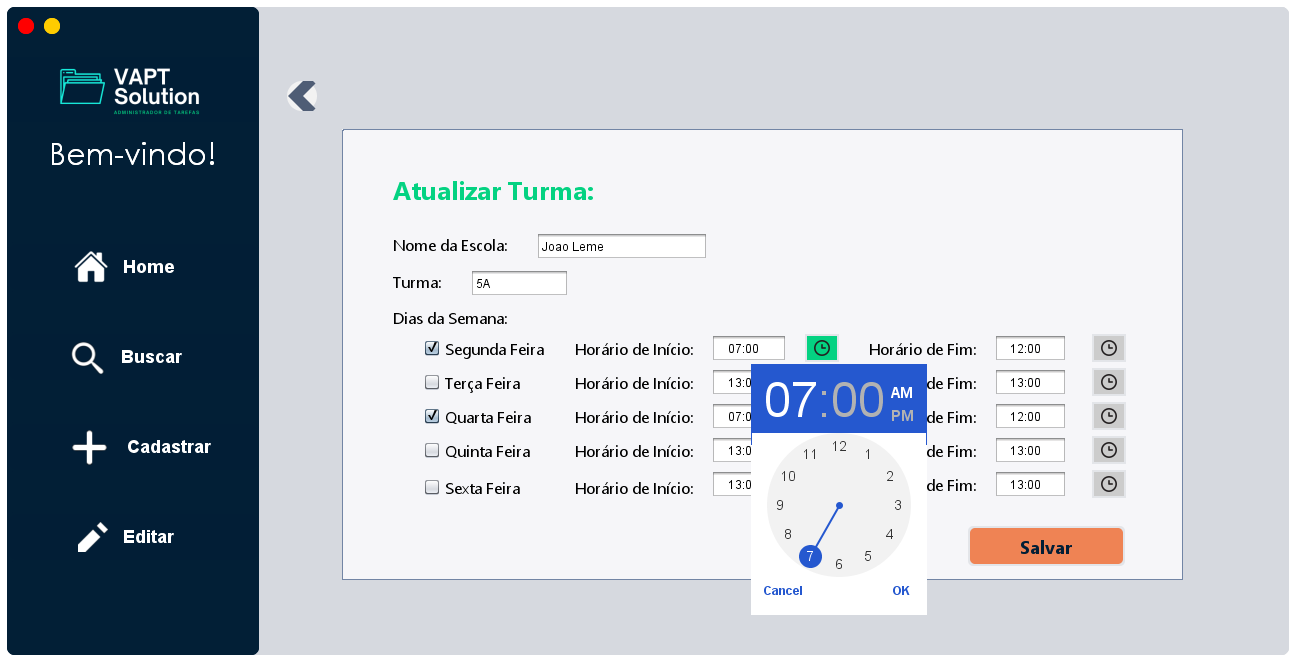 VAPT
Solution
ADMINISTRADOR DE TAREFAS
Bem-vindo!
Home
Buscar
Cadastrar
Editar
Atualizar Turma:
Nome da Escola: Joao Leme
Turma: 5A
Dias da Semana:
Segunda Feira Horário de Início: 07:00 Horário de Fim: 12:00
Terça Feira Horário de Início: 13:0 de Fim: 13:00
Quarta Feira Horário de Início: 07:0 de Fim: 12:00
Quinta Feira Horário de Início: 13:0 de Fim: 13:00
Sexta Feira Horário de Início: 13:0 de Fim: 13:00
07:00 AM
PM
12
11 1
10 2
9 3
8 4
7 5
6
Cancel OK
Salvar